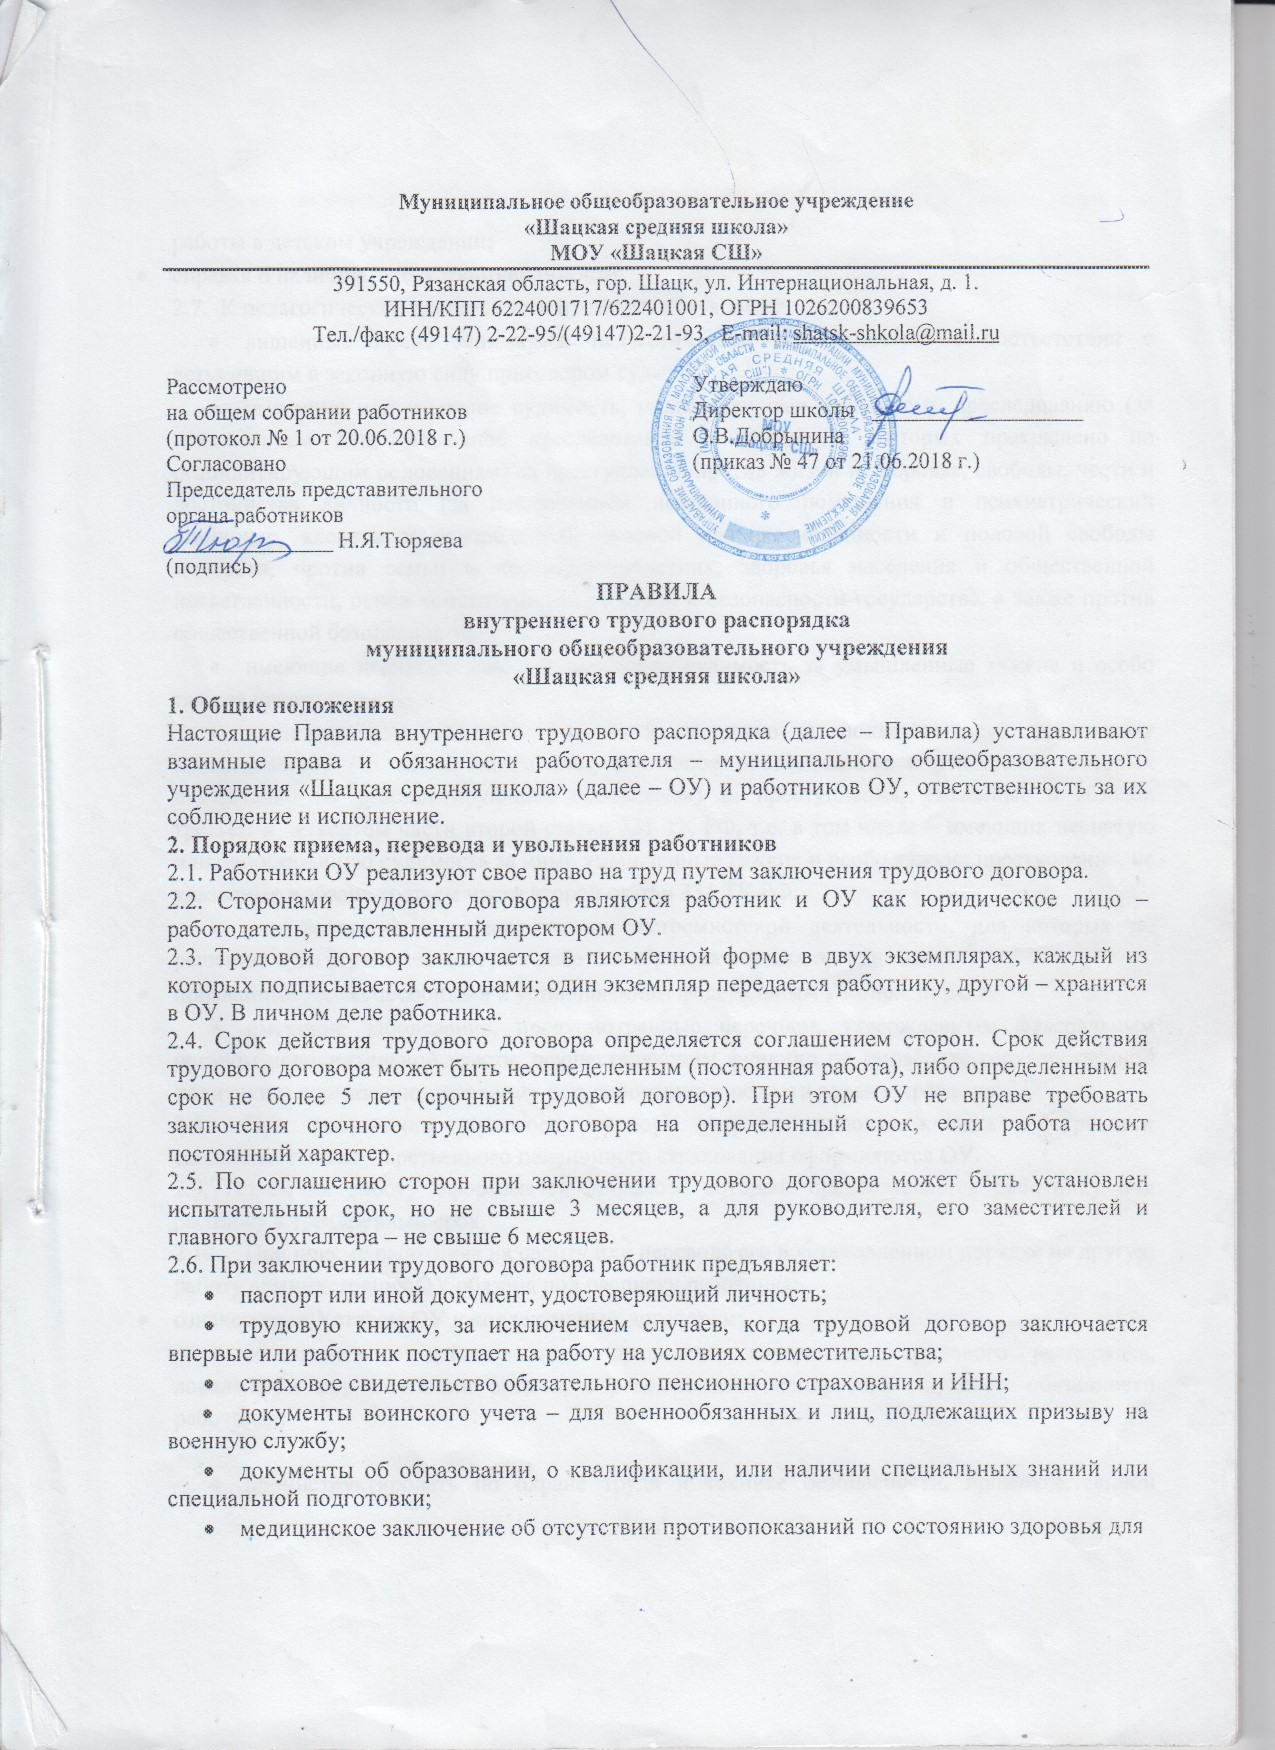 Муниципальное общеобразовательное учреждение
«Шацкая средняя школа»
МОУ «Шацкая СШ»
391550, Рязанская область, гор. Шацк, ул. Интернациональная, д. 1.
ИНН/КПП 6224001717/622401001, ОГРН 1026200839653
Тел./факс (49147) 2-22-95/(49147)2-21-93, E-mail: shatsk-shkola@mail.ru
Рассмотрено
на общем собрании работников
(протокол № 1 от 20.06.2018 г.)
Согласовано
Председатель представительного
органа работников
Н.Я.Тюряева
(подпись)
Утверждаю
Директор школы
О.В.Добрынина
(приказ № 47 от 21.06.2018 г.)
МОУ
«Шацкая СШ»
ПРАВИЛА
внутреннего трудового распорядка
муниципального общеобразовательного учреждения
«Шацкая средняя школа»
1. Общие положения
Настоящие Правила внутреннего трудового распорядка (далее – Правила) устанавливают
взаимные права и обязанности работодателя – муниципального общеобразовательного
учреждения «Шацкая средняя школа» (далее – ОУ) и работников ОУ, ответственность за их
соблюдение и исполнение.
2. Порядок приема, перевода и увольнения работников
2.1. Работники ОУ реализуют свое право на труд путем заключения трудового договора.
2.2. Сторонами трудового договора являются работник и ОУ как юридическое лицо –
работодатель, представленный директором ОУ.
2.3. Трудовой договор заключается в письменной форме в двух экземплярах, каждый из
которых подписывается сторонами; один экземпляр передается работнику, другой – хранится
в ОУ. В личном деле работника.
2.4. Срок действия трудового договора определяется соглашением сторон. Срок действия
трудового договора может быть неопределенным (постоянная работа), либо определенным на
срок не более 5 лет (срочный трудовой договор). При этом ОУ не вправе требовать
заключения срочного трудового договора на определенный срок, если работа носит
постоянный характер.
2.5. По соглашению сторон при заключении трудового договора может быть установлен
испытательный срок, но не свыше 3 месяцев, а для руководителя, его заместителей и
главного бухгалтера – не свыше 6 месяцев.
2.6. При заключении трудового договора работник предъявляет:
• паспорт или иной документ, удостоверяющий личность;
• трудовую книжку, за исключением случаев, когда трудовой договор заключается
впервые или работник поступает на работу на условиях совместительства;
• страховое свидетельство обязательного пенсионного страхования и ИНН;
• документы воинского учета – для военнообязанных и лиц, подлежащих призыву на
военную службу;
• документы об образовании, о квалификации, или наличии специальных знаний или
специальной подготовки;
• медицинское заключение об отсутствии противопоказаний по состоянию здоровья для